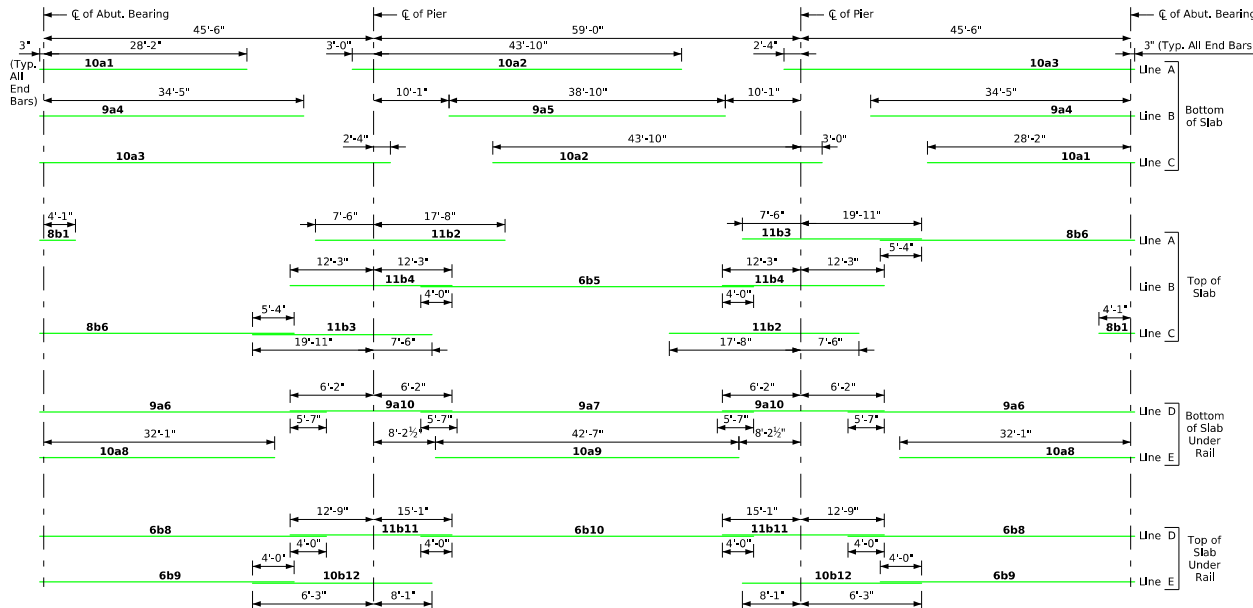 ℄ of Abut. Bearing ℄ of Pier ℄ of Pier ℄ of Abut. Bearing
45'-6" 59'-0" 45'-6"
3" 28'-2" 3'-0" 43'-10" 2'-4" 3" (Typ. All End Bars)
(Typ. All End Bars) 10a1 10a2 10a3 Line A
34'-5" 10'-1" 38'-10" 10'-1" 34'-5"
9a4 9a5 9a4 Line B
Bottom of Slab
2'-4" 43'-10" 3'-0" 28'-2"
10a3 10a2 10a1 Line C
4'-1" 7'-6" 17'-8" 7'-6" 19'-11"
8b1 11b2 11b3 8b6 Line A
5'-4"
12'-3" 12'-3" 12'-3" 12'-3"
11b4 6b5 11b4 Line B
Top of Slab
4'-0" 4'-0"
5'-4" 4'-1"
8b6 11b3 11b2 8b1 Line C
19'-11" 7'-6" 17'-8" 7'-6"
6'-2" 6'-2" 6'-2" 6'-2"
9a6 9a10 9a7 9a10 9a6 Line D
5'-7" 5'-7" 5'-7" 5'-7"
Bottom of Slab Under Rail
32'-1" 8'-2½" 42'-7" 8'-2½" 32'-1"
10a8 10a9 10a8 Line E
12'-9" 15'-1" 15'-1" 12'-9"
6b8 11b11 6b10 11b11 6b8 Line D
4'-0" 4'-0" 4'-0" 4'-0"
Top of Slab Under Rail
4'-0" 4'-0"
6b9 10b12 10b12 6b9 Line E
6'-3" 8'-1" 8'-1" 6'-3"